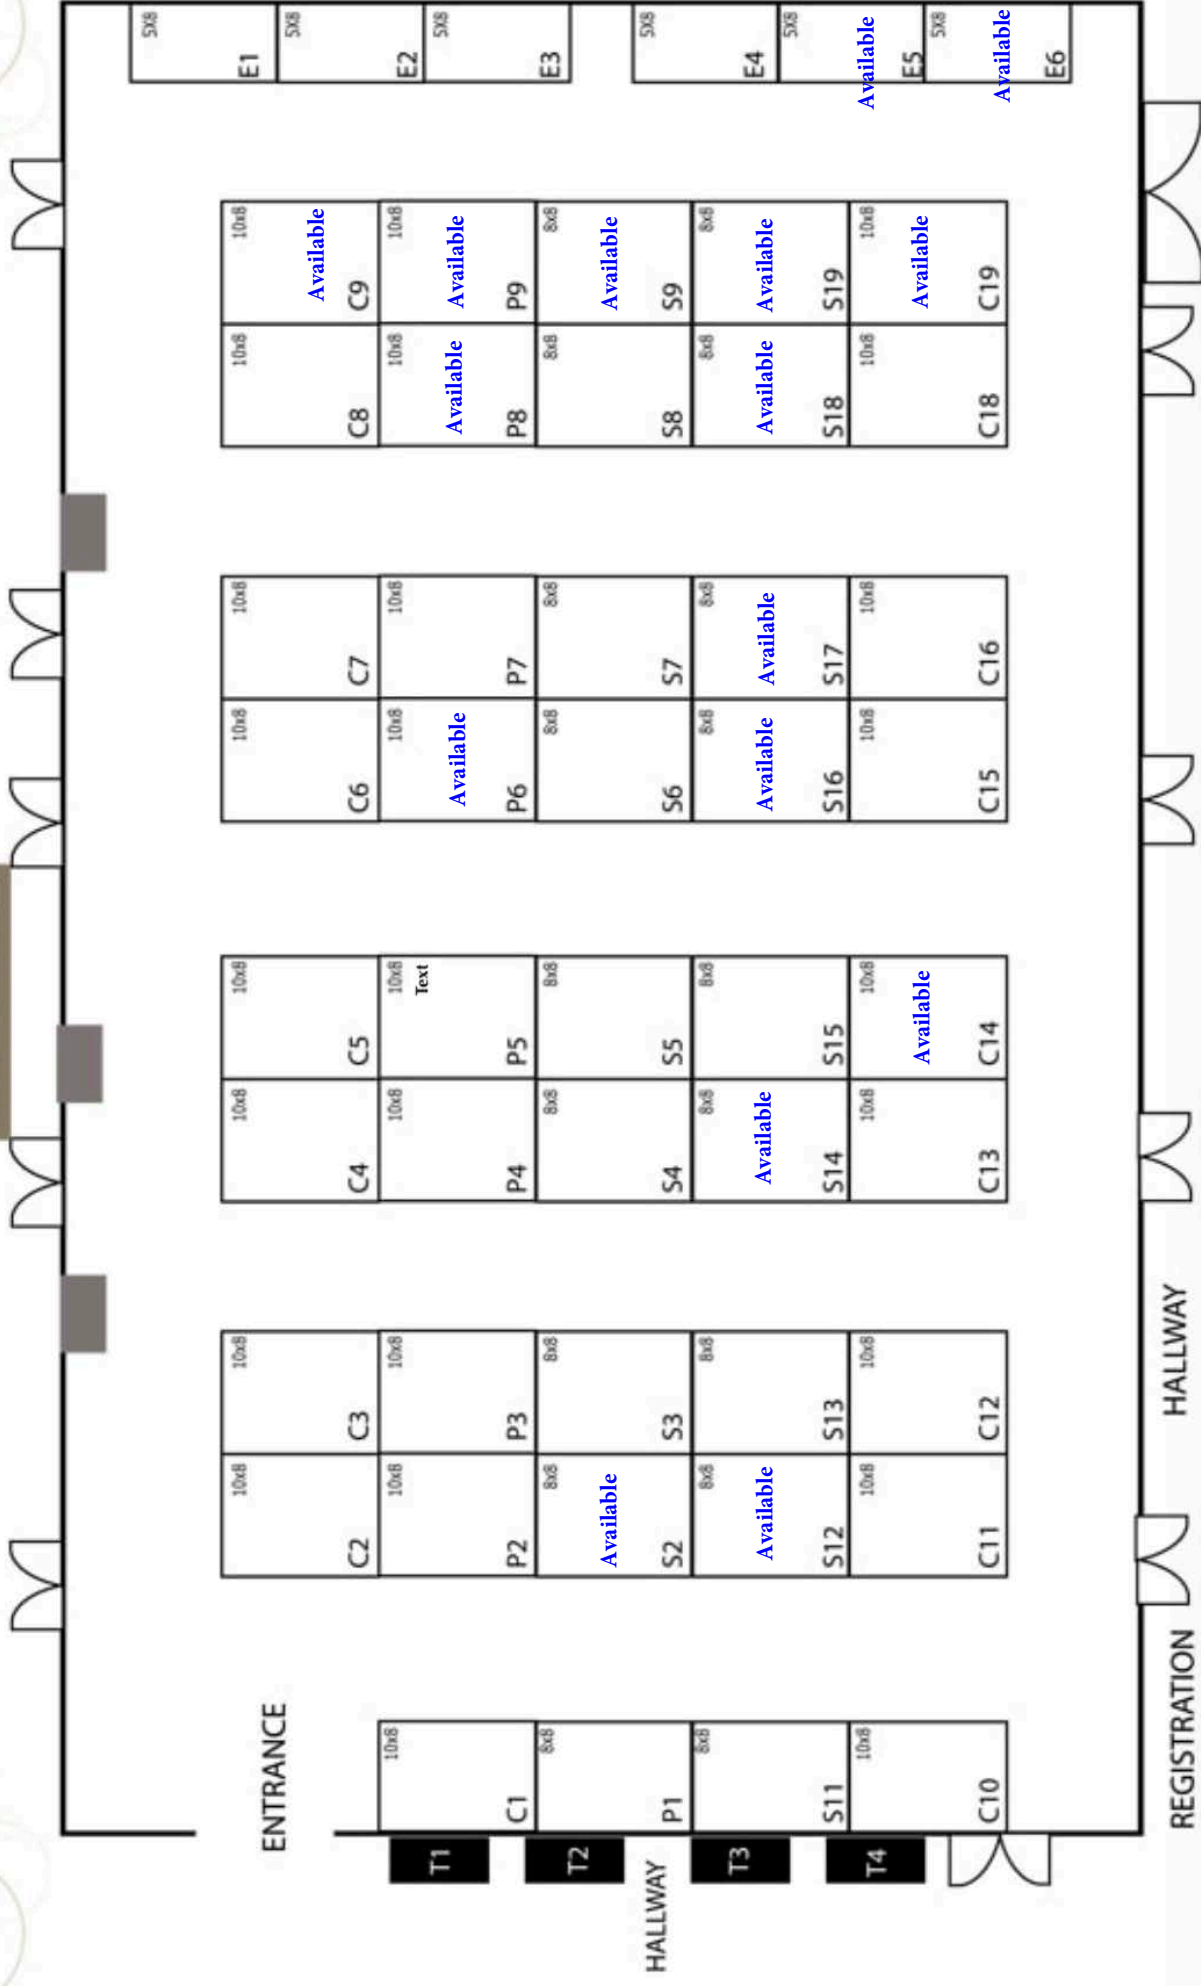 5X8
E1
10x8
C2
10x8
C3
10x8
C4
10x8
C5
10x8
C6
10x8
C7
10x8
C8
10x8
Available
C9
ENTRANCE
5X8
E2
T1
10x8
C1
10x8
P2
10x8
P3
10x8
P4
10x8
Text
P5
10x8
Available
P6
10x8
P7
10x8
Available
P8
10x8
Available
P9
5X8
E3
T2
8x8
P1
8x8
Available
S2
8x8
S3
8x8
S4
8x8
S5
8x8
S6
8x8
S7
8x8
S8
8x8
Available
S9
HALLWAY
5X8
E4
T3
8x8
S11
8x8
Available
S12
8x8
S13
8x8
Available
S14
8x8
S15
8x8
Available
S16
8x8
Available
S17
8x8
Available
S18
8x8
Available
S19
5X8
Available
E5
T4
10x8
C10
10x8
C11
10x8
C12
10x8
C13
10x8
Available
C14
10x8
C15
10x8
C16
10x8
C18
10x8
Available
C19
5X8
Available
E6
REGISTRATION
HALLWAY